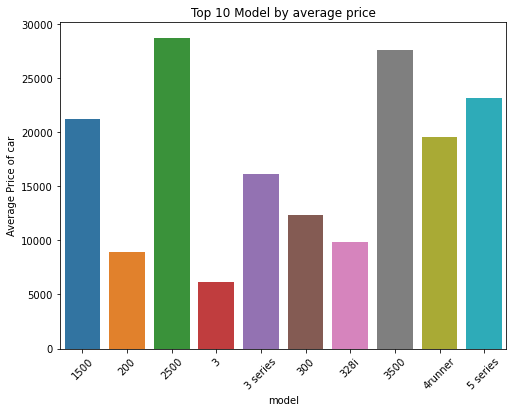 Top 10 Model by average price
Average Price of car
30000
25000
20000
15000
10000
5000
0
1500
200
2500
3
3 series
300
328i
3500
4runner
5 series
model